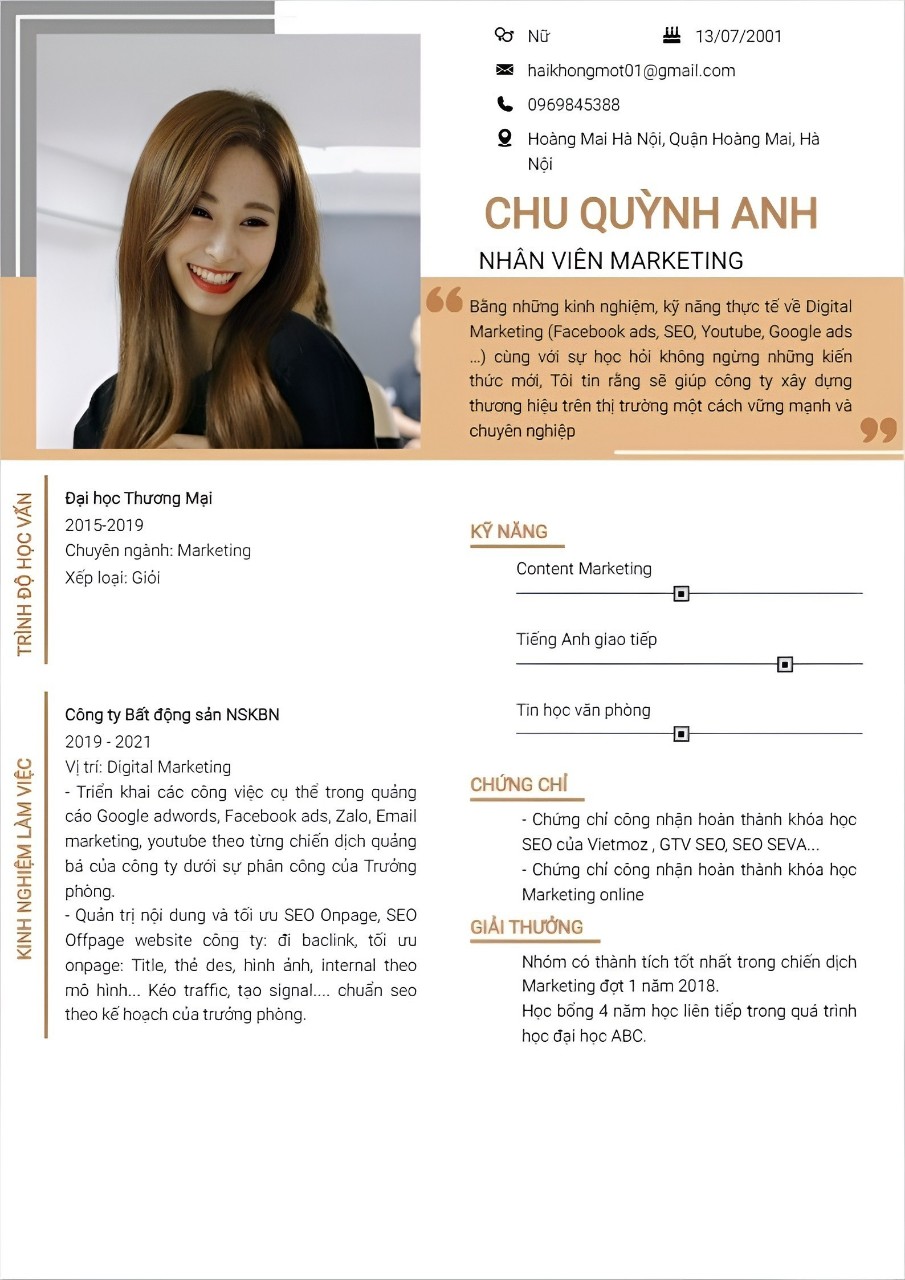 Nữ
13/07/2001
haikhongmot01@gmail.com
0969845388
Hoàng Mai Hà Nội, Quận Hoàng Mai, Hà
Nội
CHU QUỲNH ANH
NHÂN VIÊN MARKETING
Bằng những kinh nghiệm, kỹ năng thực tế về Digital
Marketing (Facebook ads, SEO, Youtube, Google ads
...) cùng với sự học hỏi không ngừng những kiến
thức mới, Tôi tin rằng sẽ giúp công ty xây dựng
thương hiệu trên thị trường một cách vững mạnh và
chuyên nghiệp
TRÌNH ĐỘ HỌC VẤN
Đại học Thương Mại
2015-2019
Chuyên ngành: Marketing
Xếp loại: Giỏi
KINH NGHIỆM LÀM VIỆC
Công ty Bất động sản NSKBN
2019 - 2021
Vị trí: Digital Marketing
- Triển khai các công việc cụ thể trong quảng
cáo Google adwords, Facebook ads, Zalo, Email
marketing, youtube theo từng chiến dịch quảng
bá của công ty dưới sự phân công của Trưởng
phòng.
- Quản trị nội dung và tối ưu SEO Onpage, SEO
Offpage website công ty: đi baclink, tối ưu
onpage: Title, thẻ des, hình ảnh, internal theo
mô hình... Kéo traffic, tạo signal.... chuẩn seo
theo kế hoạch của trưởng phòng.
KỸ NĂNG
Content Marketing
Tiếng Anh giao tiếp
Tin học văn phòng
CHỨNG CHỈ
- Chứng chỉ công nhận hoàn thành khóa học
SEO của Vietmoz , GTV SEO, SEO SEVA...
- Chứng chỉ công nhận hoàn thành khóa học
Marketing online
GIẢI THƯỞNG
Nhóm có thành tích tốt nhất trong chiến dịch
Marketing đợt 1 năm 2018.
Học bổng 4 năm học liên tiếp trong quá trình
học đại học ABC.